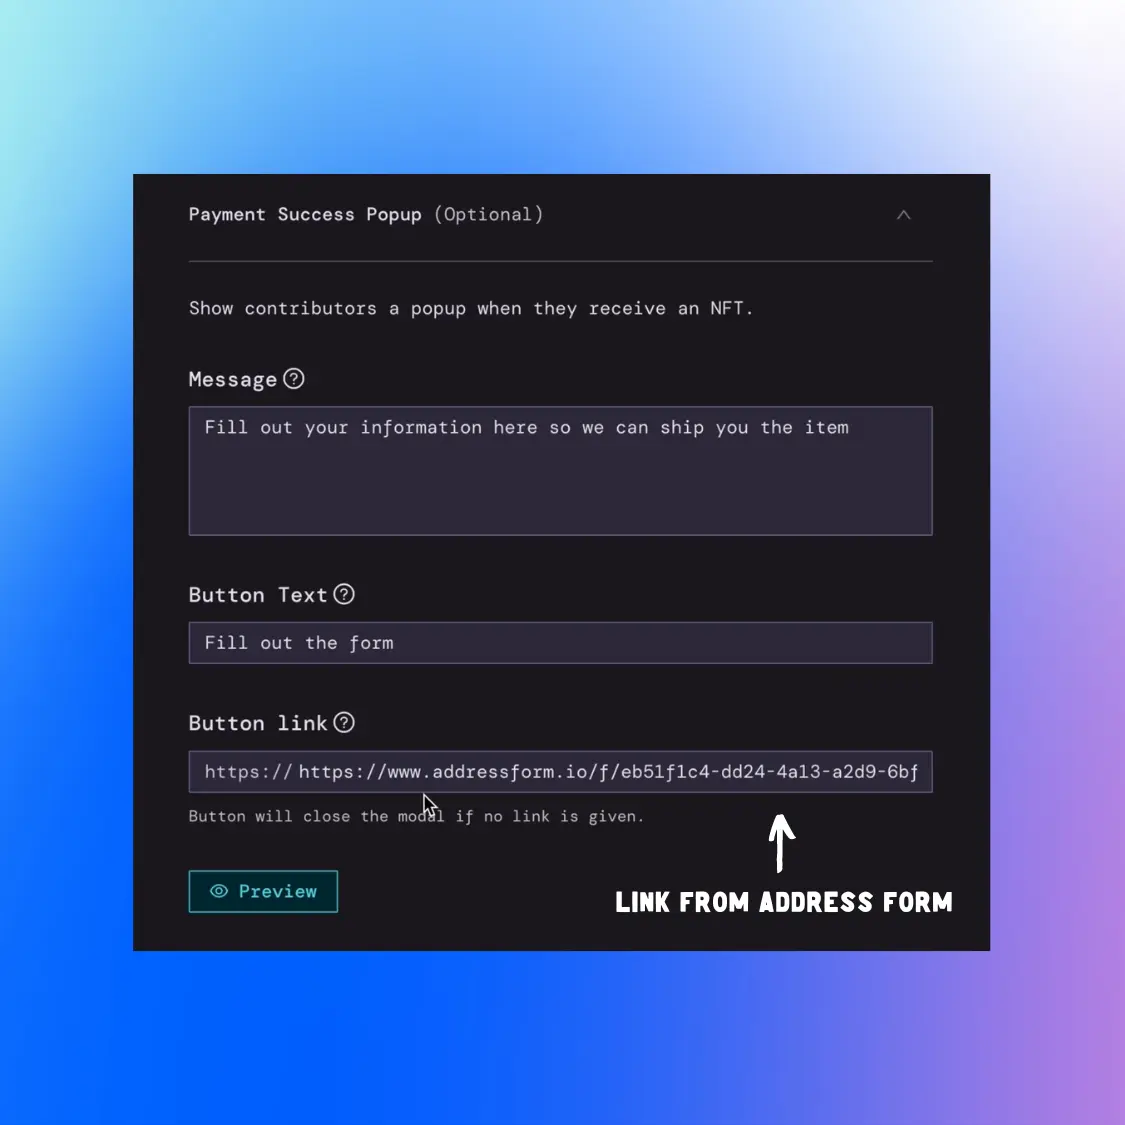 Payment Success Popup (Optional)
Show contributors a popup when they receive an NFT.
Message
Fill out your information here so we can ship you the item
Button Text
Fill out the form
Button link
https:// https://www.addressform.io/f/eb51f1c4-dd24-4a13-a2d9-6bf
Button will close the modal if no link is given.
Preview
LINK FROM ADDRESS FORM